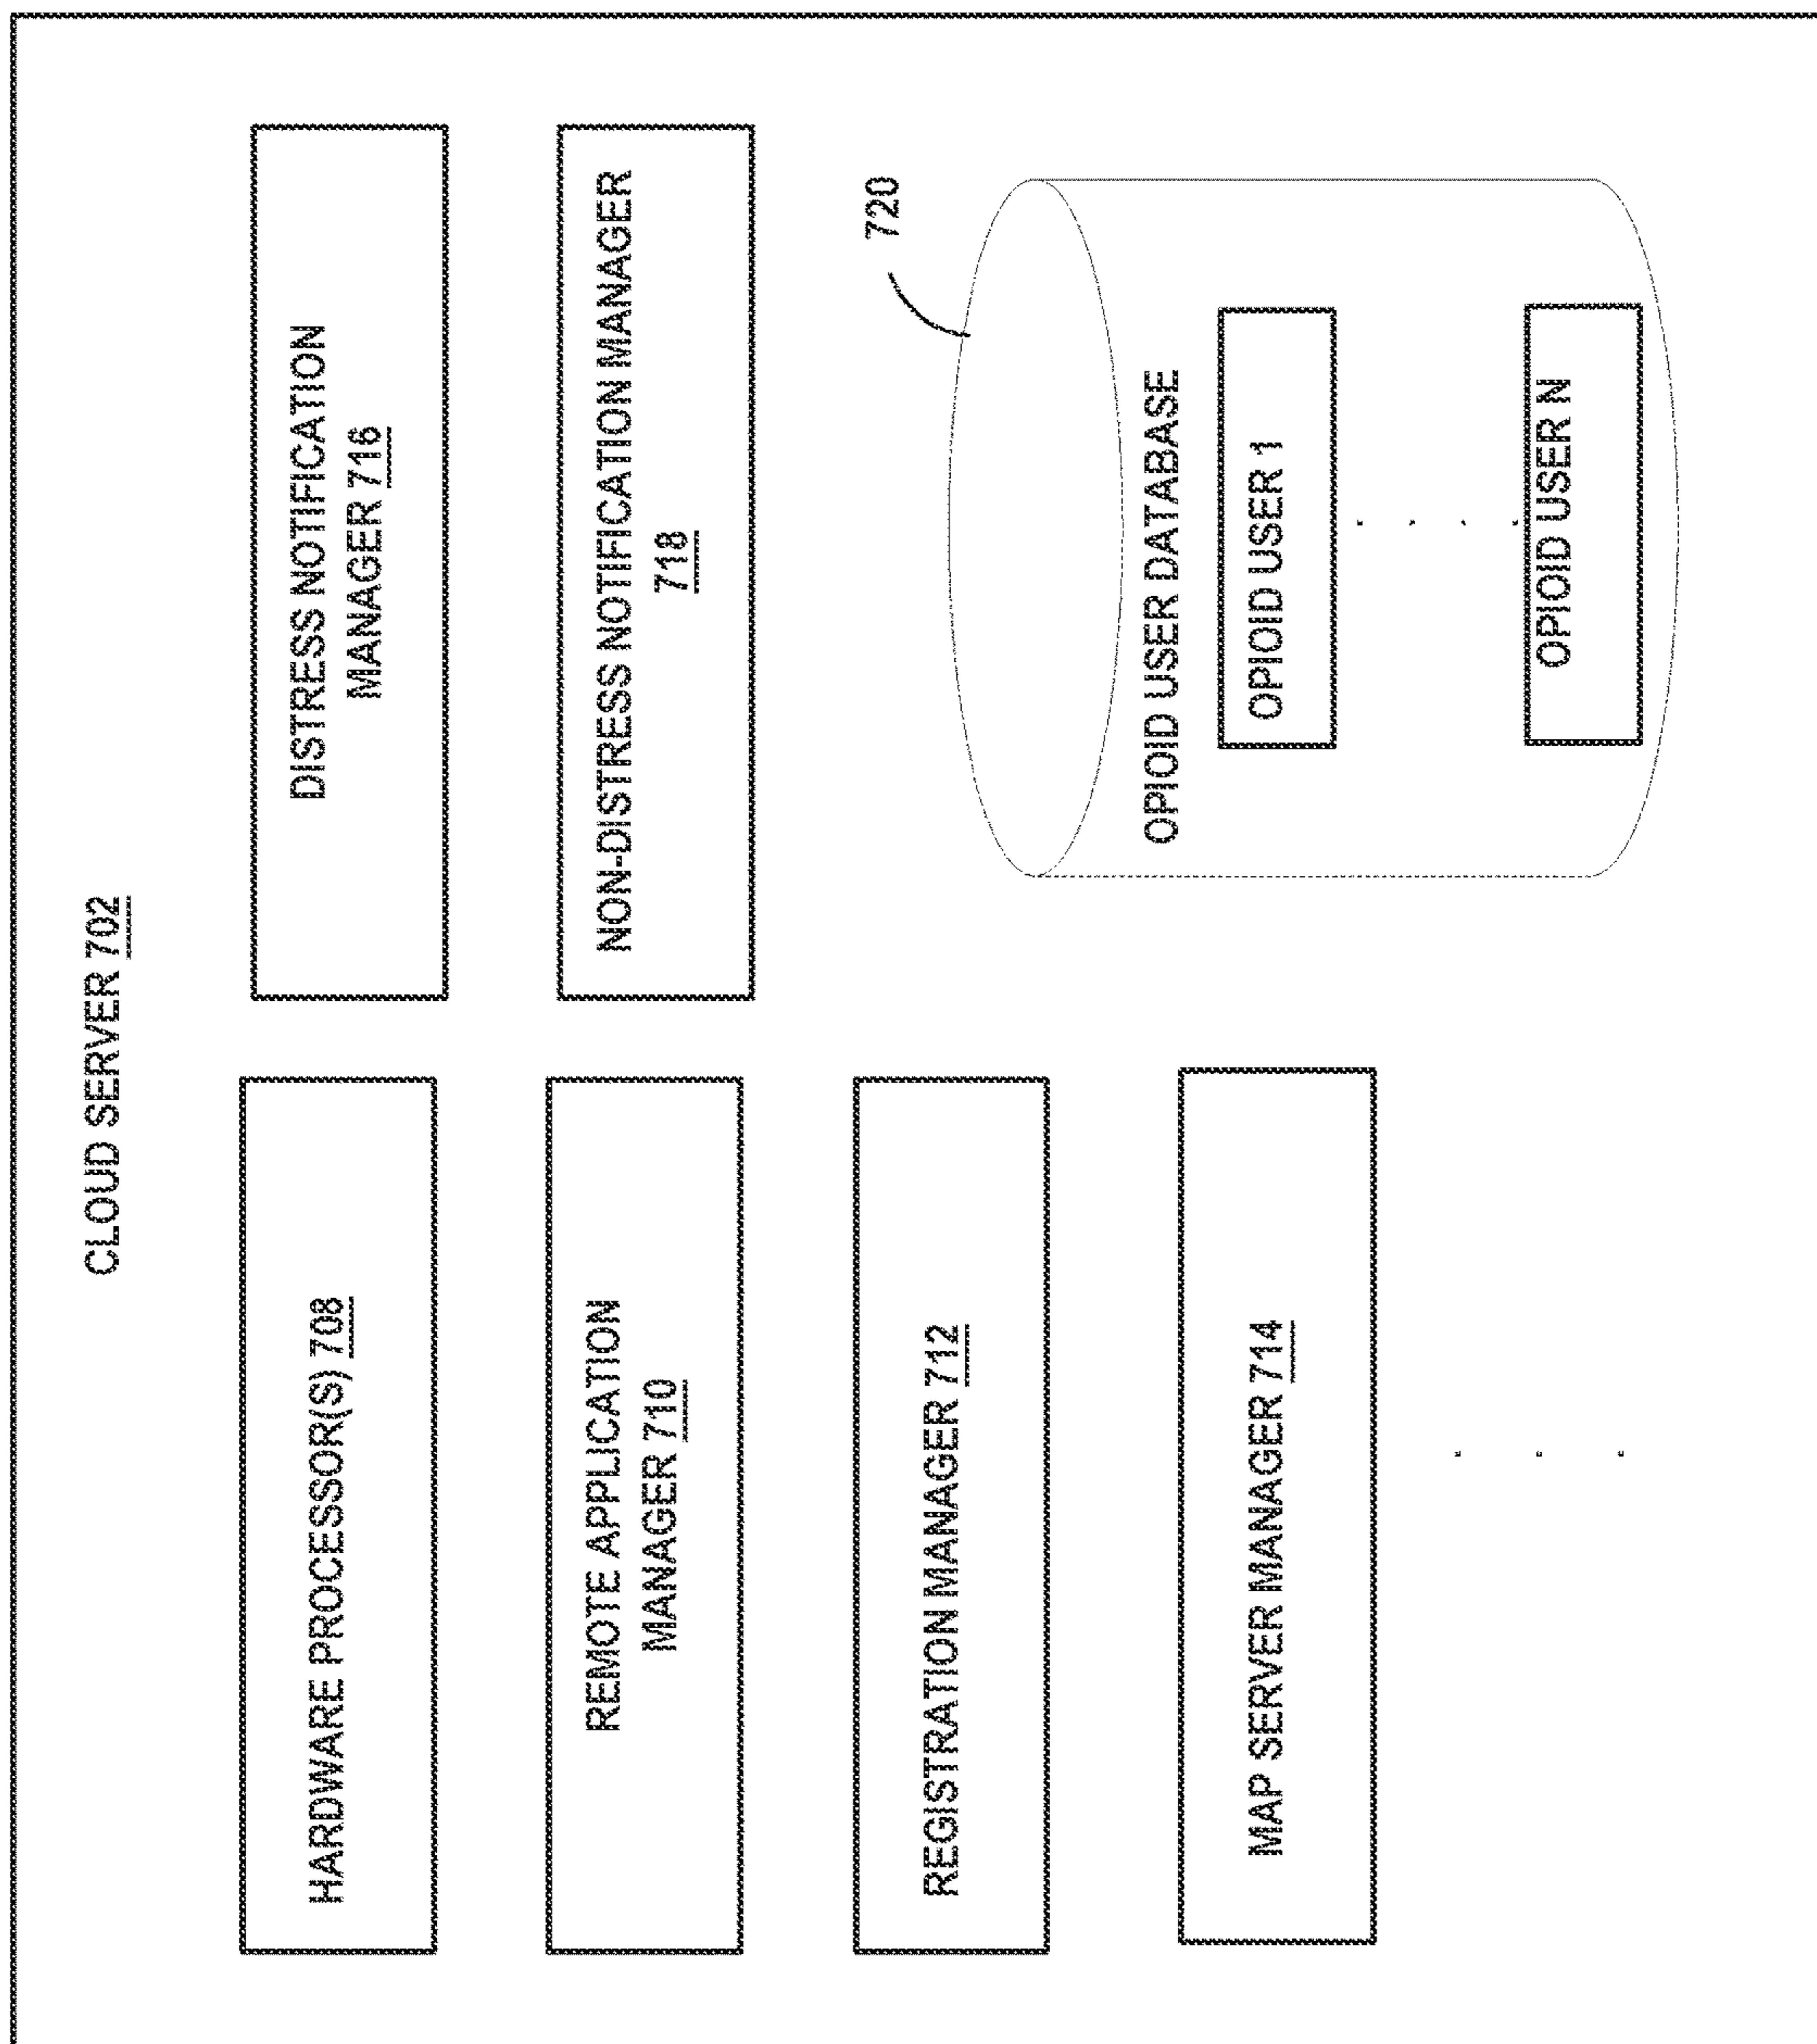 CLOUD SERVER 702
HARDWARE PROCESSOR(S) 708
REMOTE APPLICATION
MANAGER 710
REGISTRATION MANAGER 712
MAP SERVER MANAGER 714
DISTRESS NOTIFICATION
MANAGER 716
NON-DISTRESS NOTIFICATION MANAGER
718
720
OPIOID USER DATABASE
OPIOID USER 1
OPIOID USER N